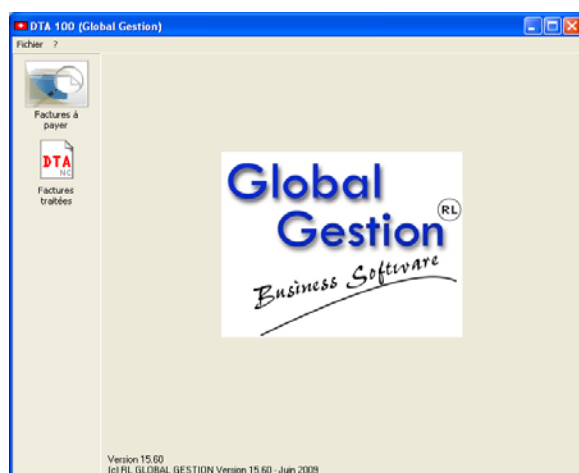 DTA 100 (Global Gestion)
Fichier ?
Factures à
payer
DTA
NC
Factures
traitées
Global
Gestion
RL
Business Software
Version 15.60
(c) RL GLOBAL GESTION Version 15.60 - Juin 2009